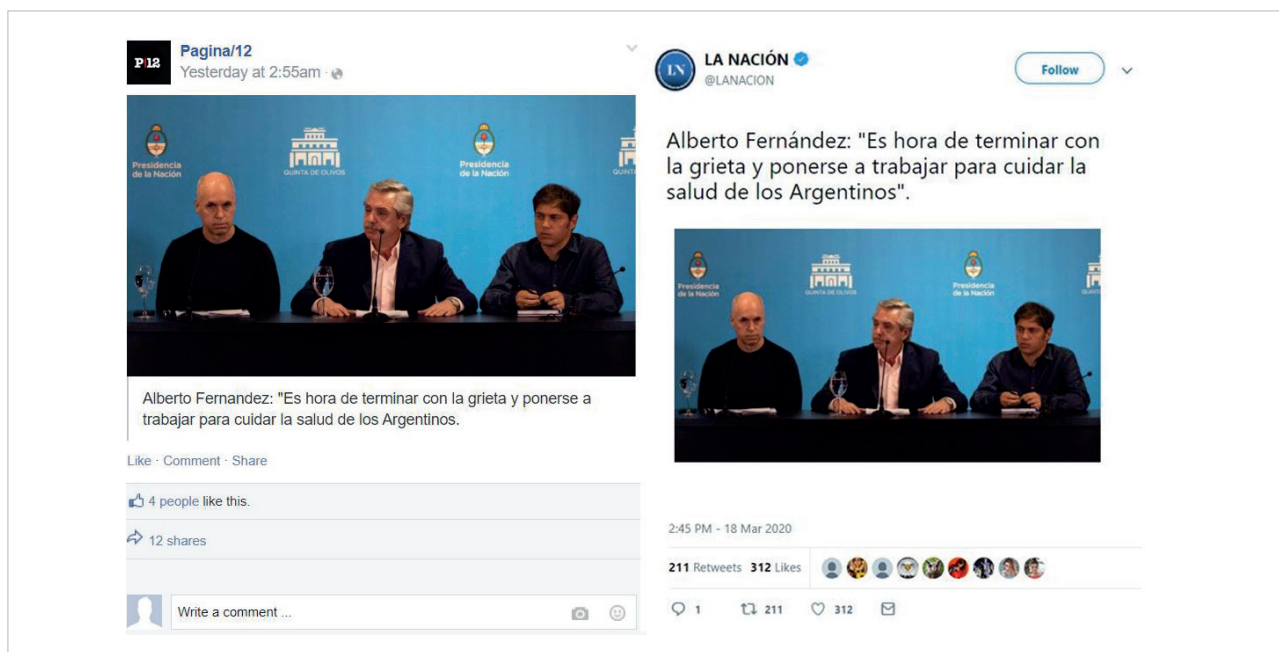 P12
Pagina/12
Yesterday at 2:55am
Presidencia
de la Nación
QUINTA DE OLIVOS
Presidencia
de la Nación
QUINT
Alberto Fernandez: "Es hora de terminar con la grieta y ponerse a
trabajar para cuidar la salud de los Argentinos.
Like · Comment · Share
4 people like this.
12 shares
Write a comment ...
LN
LA NACIÓN
@LANACION
Follow
Alberto Fernández: "Es hora de terminar con
la grieta y ponerse a trabajar para cuidar la
salud de los Argentinos".
Presidencia
de la Nación
QUINTA DE OLIVOS
Presidencia
de la Nación
2:45 PM - 18 Mar 2020
211 Retweets 312 Likes
1 211 312